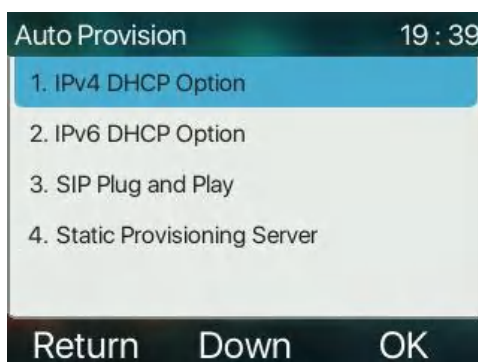 Auto Provision 19 : 39
1. IPv4 DHCP Option
2. IPv6 DHCP Option
3. SIP Plug and Play
4. Static Provisioning Server
Return Down OK